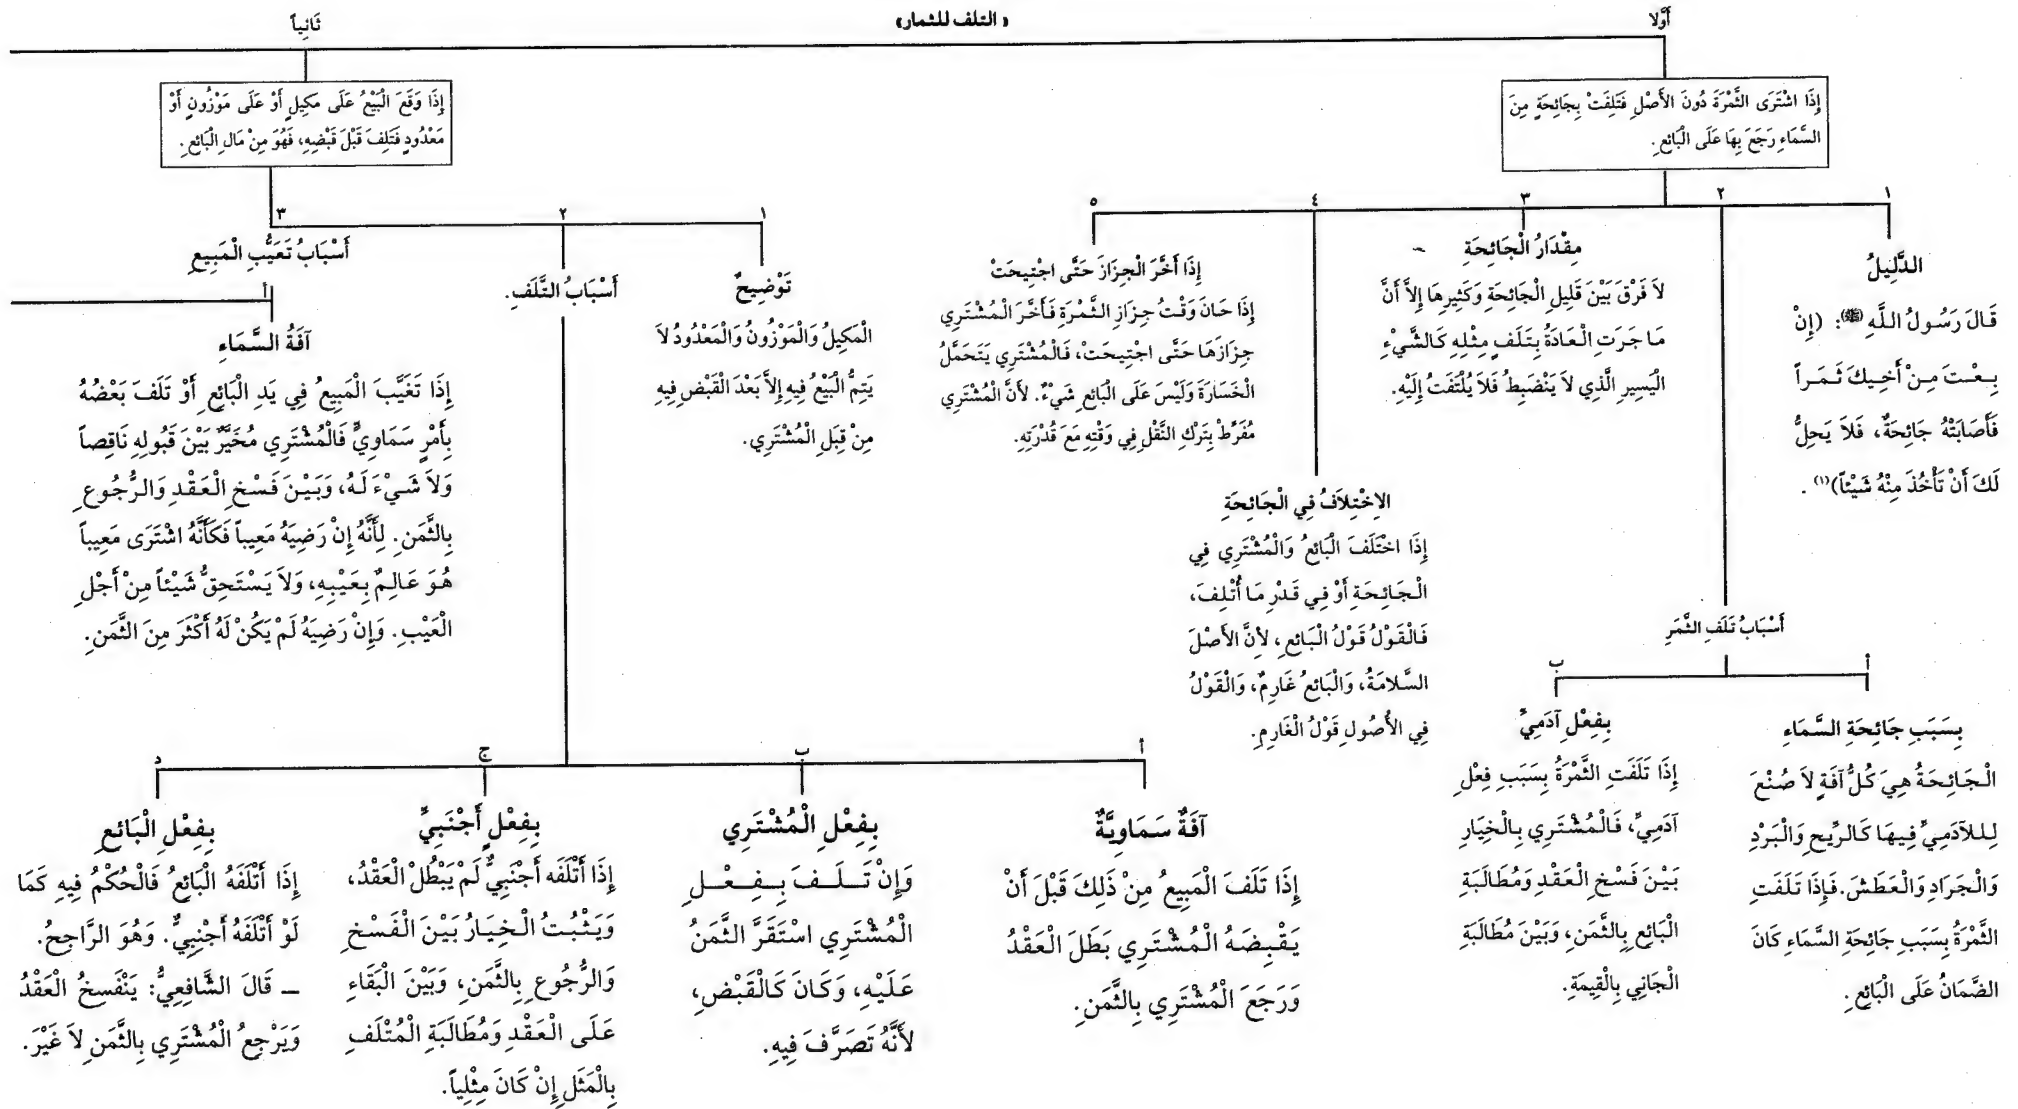 « التلف للثمار»
أَوَّلا
إِذَا اشْتَرَى الثَّمْرَةَ دُونَ الأَصْلِ فَتَلِفَتْ بِجَائِحَةٍ مِنَ
السَّمَاءِ رَجَعَ بِهَا عَلَى الْبَائِعِ.
١
الدَّلِيلُ
قَالَ رَسُولُ اللَّهِ (ﷺ): (إِنْ
بِعْتَ مِنْ أَخِيكَ ثَمَراً
فَأَصَابَتْهُ جَائِحَةٌ، فَلاَ يَحِلُّ
لَكَ أَنْ تَأْخُذَ مِنْهُ شَيْئاً)(١).
٢
أَسْبَابُ تَلَفِ الثَّمَرِ
أ
بِسَبَبِ جَائِحَةِ السَّمَاءِ
الْجَائِحَةُ هِيَ كُلُّ آفَةٍ لاَ صُنْعَ
لِلآدَمِيِّ فِيهَا كَالرِّيحِ وَالْبَرْدِ
وَالْجَرَادِ وَالْعَطَشَ. فَإِذَا تَلَفَتِ
الثَّمْرَةُ بِسَبَبِ جَائِحَةِ السَّمَاءِ كَانَ
الضَّمَانُ عَلَى الْبَائِعِ.
ب
بِفِعْلِ آدَمِيٍّ
إِذَا تَلَفَتِ الثَّمْرَةُ بِسَبَبِ فِعْلِ
آدَمِيٍّ، فَالْمُشْتَرِي بِالْخِيَارِ
بَيْنَ فَسْخِ الْعَقْدِ وَمُطَالَبَةِ
الْبَائِعِ بِالثَّمَنِ، وَبَيْنَ مُطَالَبَةِ
الْجَانِي بِالْقِيمَةِ.
٣
مِقْدَارُ الْجَائِحَةِ
لاَ فَرْقَ بَيْنَ قَلِيلِ الْجَائِحَةِ وَكَثِيرِهَا إِلاَّ أَنَّ
مَا جَرَتِ الْعَادَةُ بِتَلَفِ مِثْلِهِ كَالشَّيْءِ
الْيَسِيرِ الَّذِي لاَ يَنْضَبِطُ فَلاَ يُلْتَفَتُ إِلَيْهِ.
٤
الاِخْتِلاَفُ فِي الْجَائِحَةِ
إِذَا اخْتَلَفَ الْبَائِعُ وَالْمُشْتَرِي فِي
الْجَائِحَةِ أَوْ فِي قَدْرِ مَا أُتْلِفَ،
فَالْقَوْلُ قَوْلُ الْبَائِعِ، لأَنَّ الأَصْلَ
السَّلاَمَةُ، وَالْبَائِعُ غَارِمٌ، وَالْقَوْلُ
فِي الأُصُولِ قَوْلُ الْغَارِمِ.
٥
إِذَا أَخَّرَ الْجِزَازَ حَتَّى اجْتِيحَتْ
إِذَا حَانَ وَقْتُ جِزَازِ الثَّمْرَةِ فَأَخَّرَ الْمُشْتَرِي
جِزَازَهَا حَتَّى اجْتِيحَتْ، فَالْمُشْتَرِي يَتَحَمَّلُ
الْخَسَارَةَ وَلَيْسَ عَلَى الْبَائِعِ شَيْءٌ. لأَنَّ الْمُشْتَرِي
مُفَرِّطٌ بِتَرْكِ النَّقْلِ فِي وَقْتِهِ مَعَ قُدْرَتِهِ.
ثَانِياً
إِذَا وَقَعَ الْبَيْعُ عَلَى مَكِيلٍ أَوْ عَلَى مَوْزُونٍ أَوْ
مَعْدُودٍ فَتَلِفَ قَبْلَ قَبْضِهِ، فَهُوَ مِنْ مَالِ الْبَائِعِ.
١
تَوْضِيحٌ
الْمَكِيلُ وَالْمَوْزُونُ وَالْمَعْدُودُ لاَ
يَتِمُّ الْبَيْعُ فِيهِ إِلاَّ بَعْدَ الْقَبْضِ فِيهِ
مِنْ قِبَلِ الْمُشْتَرِي.
٢
أَسْبَابُ التَّلَفِ.
أ
آفَةٌ سَمَاوِيَّةٌ
إِذَا تَلَفَ الْمَبِيعُ مِنْ ذَلِكَ قَبْلَ أَنْ
يَقْبِضَهُ الْمُشْتَرِي بَطَلَ الْعَقْدُ
وَرَجَعَ الْمُشْتَرِي بِالثَّمَنِ.
ب
بِفِعْلِ الْمُشْتَرِي
وَإِنْ تَلَفَ بِفِعْلِ
الْمُشْتَرِي اسْتَقَرَّ الثَّمَنُ
عَلَيْهِ، وَكَانَ كَالْقَبْضِ،
لأَنَّهُ تَصَرَّفَ فِيهِ.
ج
بِفِعْلِ أَجْنَبِيٍّ
إِذَا أَتْلَفَه أَجْنَبِيٌّ لَمْ يَبْطُلْ الْعَقْدُ،
وَيَثْبُتُ الْخِيَارُ بَيْنَ الْفَسْخِ
وَالرُّجُوعِ بِالثَّمَنِ، وَبَيْنَ الْبَقَاءِ
عَلَى الْعَقْدِ وَمُطَالَبَةِ الْمُتْلَفِ
بِالْمَثَلِ إِنْ كَانَ مِثْلِياً.
د
بِفِعْلِ الْبَائِعِ
إِذَا أَتْلَفَهُ الْبَائِعُ فَالْحُكْمُ فِيهِ كَمَا
لَوْ أَتْلَفَهُ أَجْنَبِيٌّ. وَهُوَ الرَّاجِحُ.
ــ قَالَ الشَّافِعِيُّ: يَنْفَسِخُ الْعَقْدُ
وَيَرْجِعُ الْمُشْتَرِي بِالثَّمَنِ لاَ غَيْرَ.
٣
أَسْبَابُ تَعَيُّبِ الْمَبِيعِ
أ
آفَةُ السَّمَاءِ
إِذَا تَغَيَّبَ الْمَبِيعُ فِي يَدِ الْبَائِعِ أَوْ تَلَفَ بَعْضُهُ
بِأَمْرٍ سَمَاوِيٍّ فَالْمُشْتَرِي مُخَيَّرٌ بَيْنَ قَبُولِهِ نَاقِصاً
وَلاَ شَيْءَ لَهُ، وَبَيْنَ فَسْخِ الْعَقْدِ وَالرُّجُوعِ
بِالثَّمَنِ. لِأَنَّهُ إِنْ رَضِيَهُ مَعِيباً فَكَأَنَّهُ اشْتَرَى مَعِيباً
هُوَ عَالِمٌ بِعَيْبِهِ، وَلاَ يَسْتَحِقُّ شَيْئاً مِنْ أَجْلِ
الْعَيْبِ. وَإِنْ رَضِيَهُ لَمْ يَكُنْ لَهُ أَكْثَرَ مِنَ الثَّمَنِ.